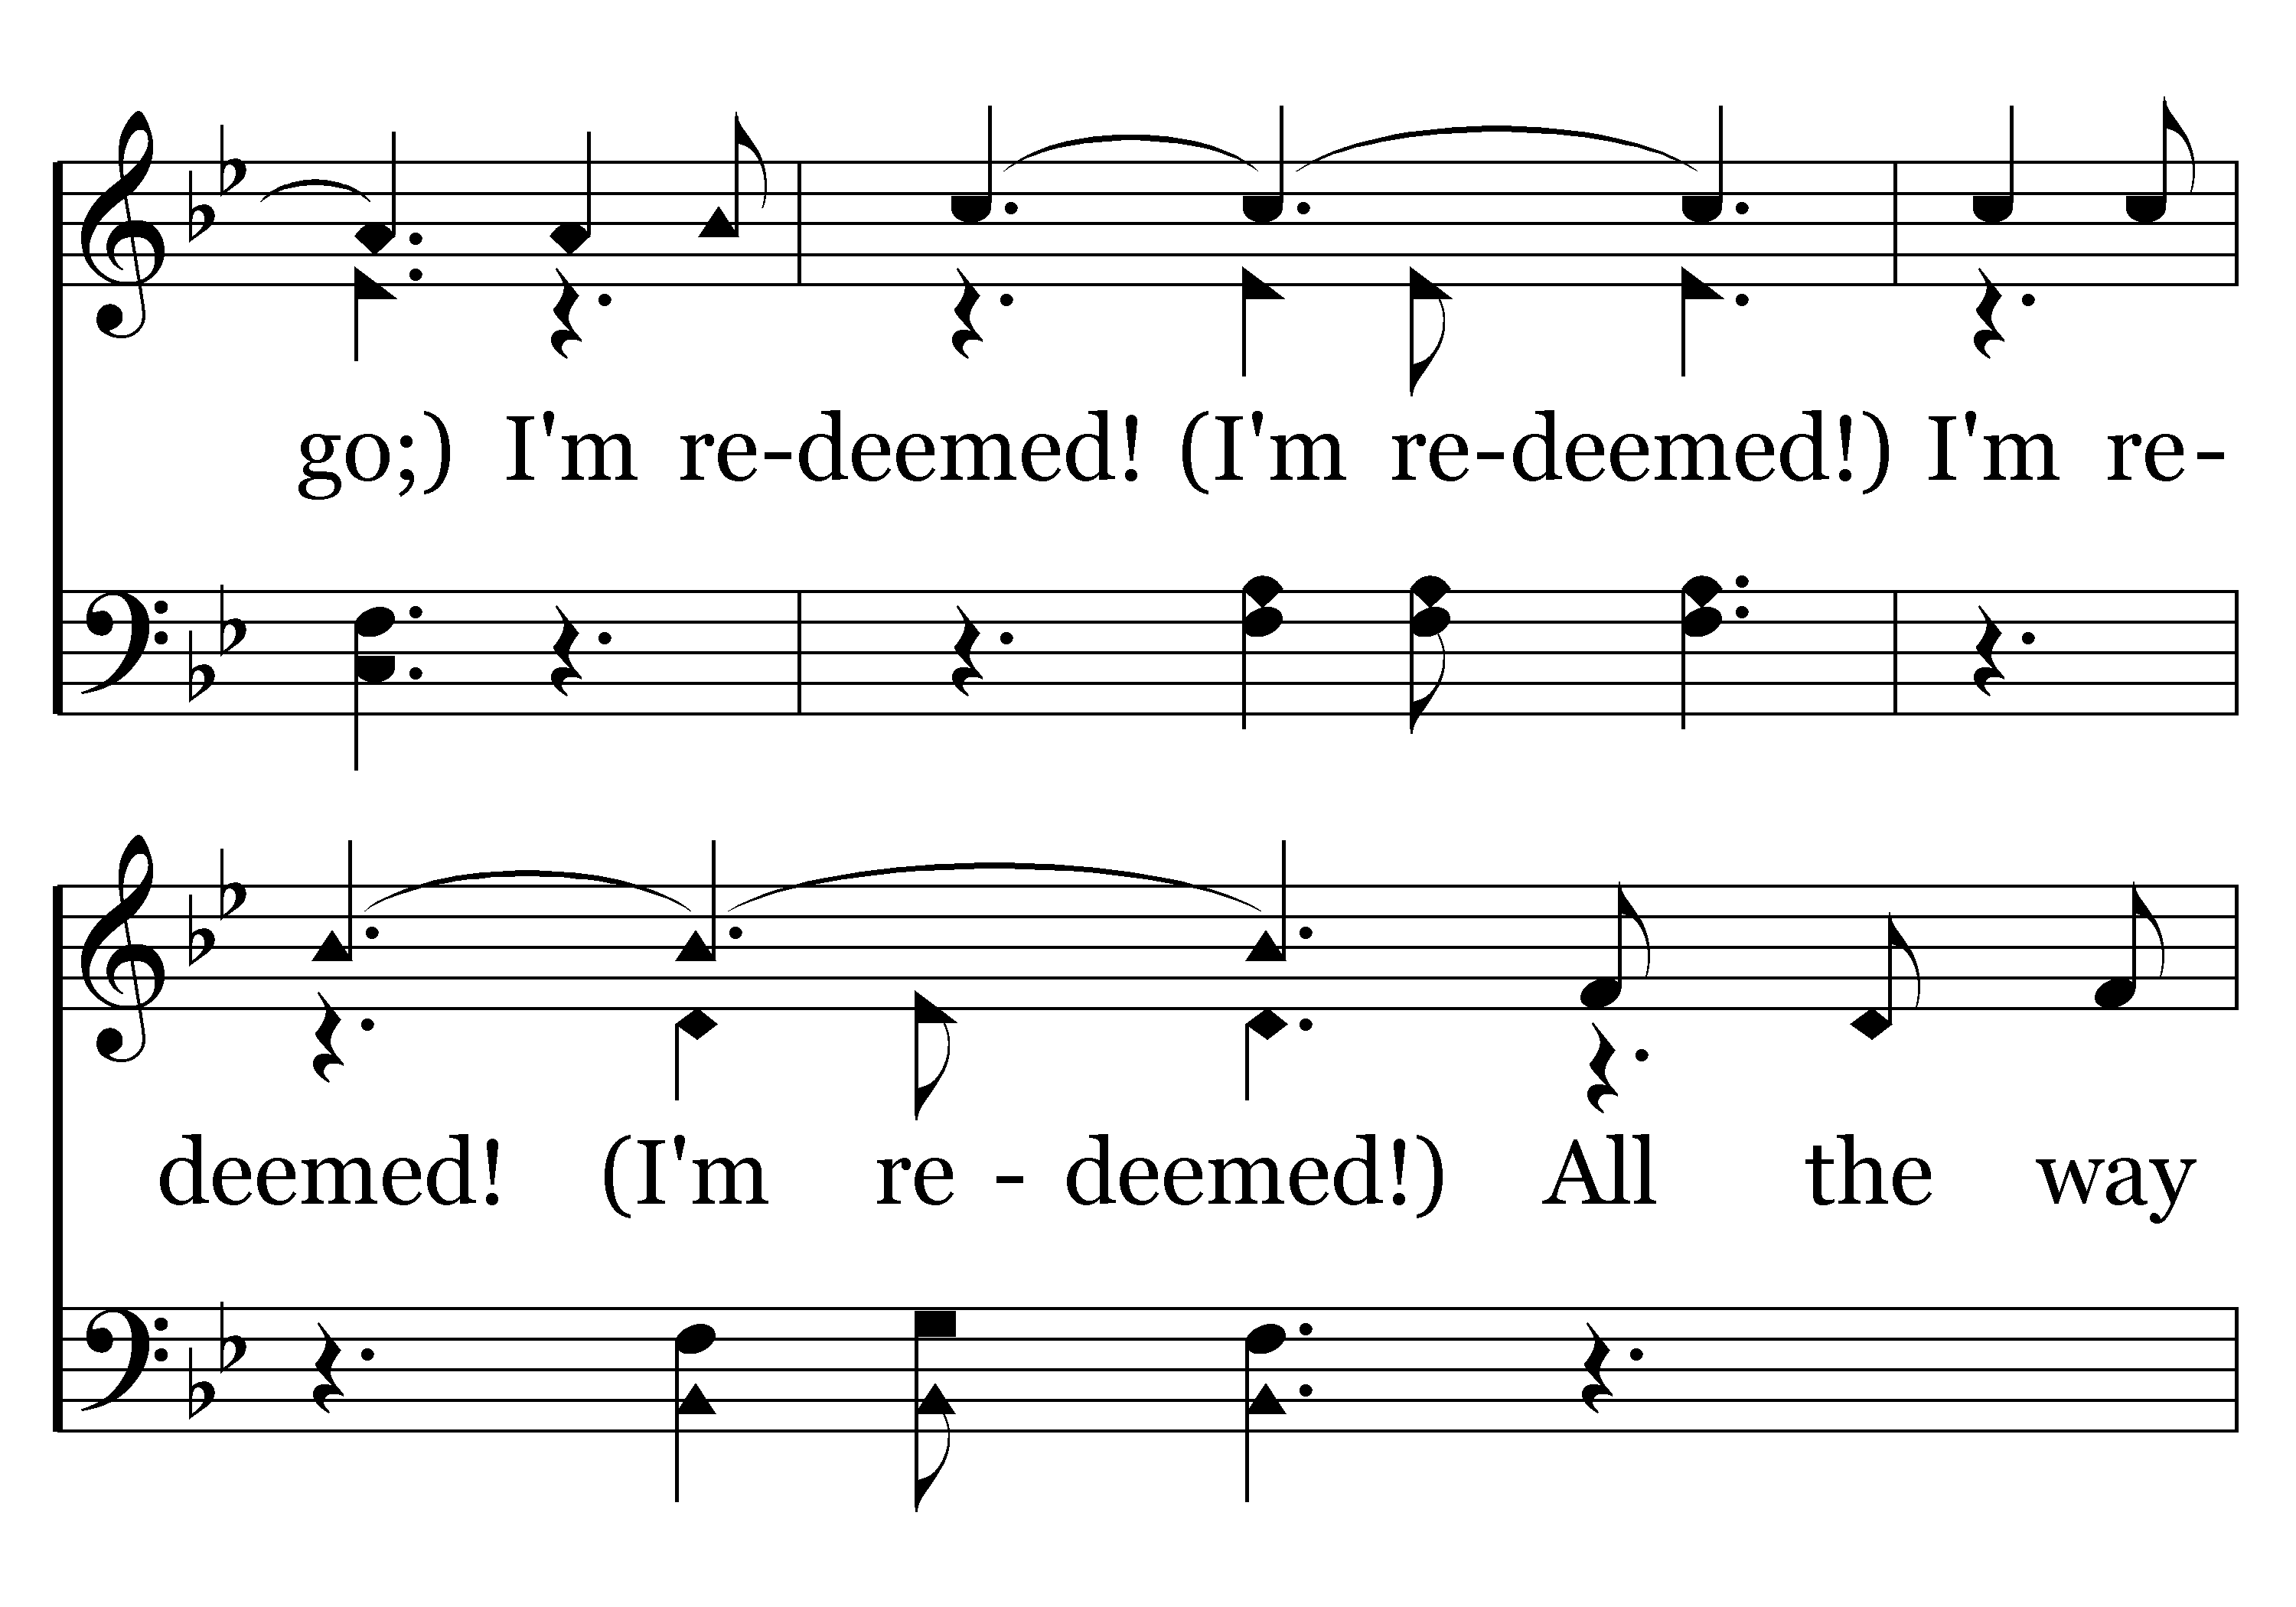 go;) I'm re-deemed! (I'm re-deemed!) I'm re-
deemed! (I'm re - deemed!) All the way